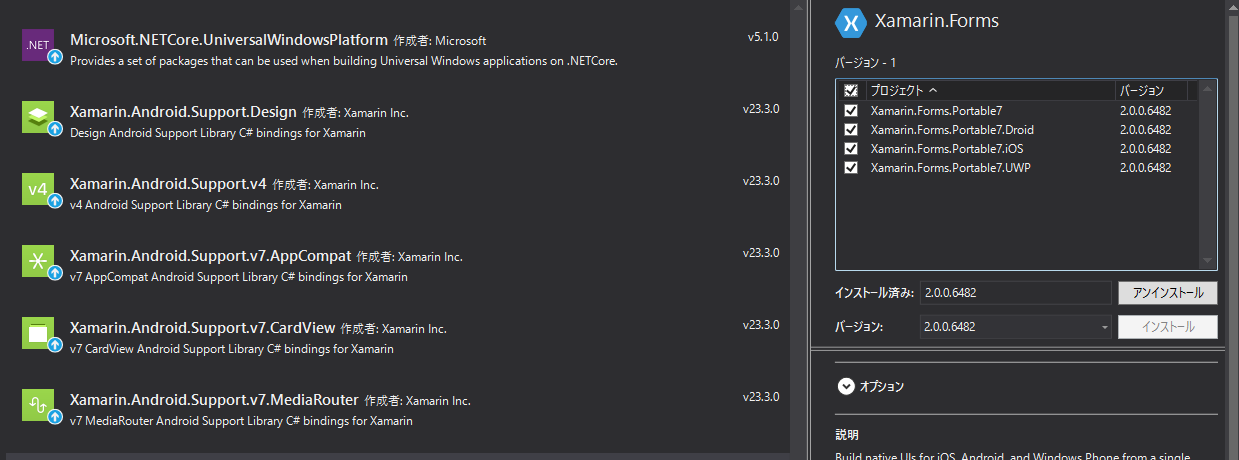 .NET
Microsoft.NETCore.UniversalWindowsPlatform 作成者: Microsoft
v5.1.0
Provides a set of packages that can be used when building Universal Windows applications on .NETCore.
Xamarin.Android.Support.Design 作成者: Xamarin Inc.
v23.3.0
Design Android Support Library C# bindings for Xamarin
v4
Xamarin.Android.Support.v4 作成者: Xamarin Inc.
v23.3.0
v4 Android Support Library C# bindings for Xamarin
Xamarin.Android.Support.v7.AppCompat 作成者: Xamarin Inc.
v23.3.0
v7 AppCompat Android Support Library C# bindings for Xamarin
Xamarin.Android.Support.v7.CardView 作成者: Xamarin Inc.
v23.3.0
v7 CardView Android Support Library C# bindings for Xamarin
Xamarin.Android.Support.v7.MediaRouter 作成者: Xamarin Inc.
v23.3.0
v7 MediaRouter Android Support Library C# bindings for Xamarin
Xamarin.Forms
バージョン - 1
プロジェクト バージョン
Xamarin.Forms.Portable7 2.0.0.6482
Xamarin.Forms.Portable7.Droid 2.0.0.6482
Xamarin.Forms.Portable7.iOS 2.0.0.6482
Xamarin.Forms.Portable7.UWP 2.0.0.6482
インストール済み: 2.0.0.6482 アンインストール
バージョン: 2.0.0.6482 インストール
オプション
説明
Build native UIs for iOS, Android, and Windows Phone from a single,